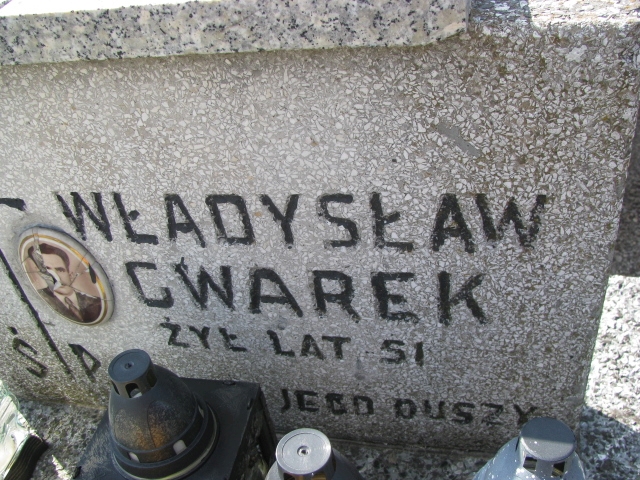 WŁADYSŁAW
GWAREK
ŻYŁ LAT 51
Ś P
JEGO DUSZY